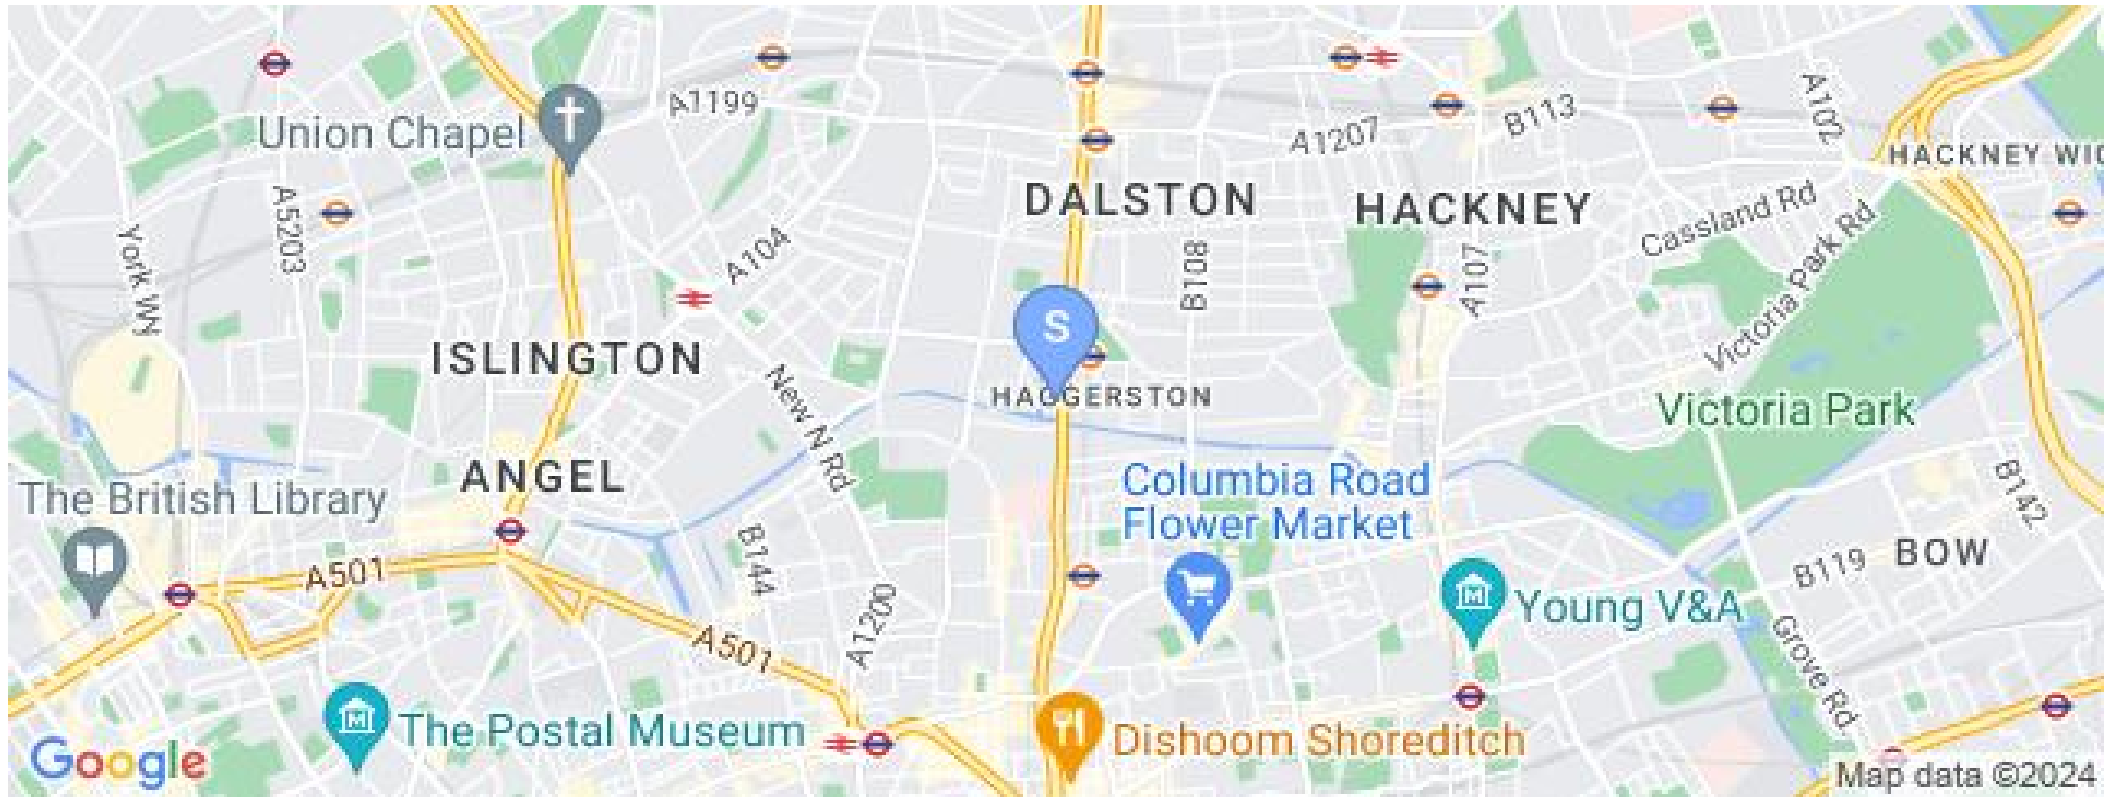 A1199
Union Chapel
A1207
B113
A102
HACKNEY WIC
DALSTON
HACKNEY
A5203
York Wy
A104
B108
A107
Cassland Rd
Victoria Park Rd
S
ISLINGTON
HAGGERSTON
New N Rd
Victoria Park
ANGEL
Columbia Road
Flower Market
The British Library
B142
B144
A501
B119
BOW
A1200
Young V&A
A501
Grove Rd
The Postal Museum
Dishoom Shoreditch
Google
Map data ©2024